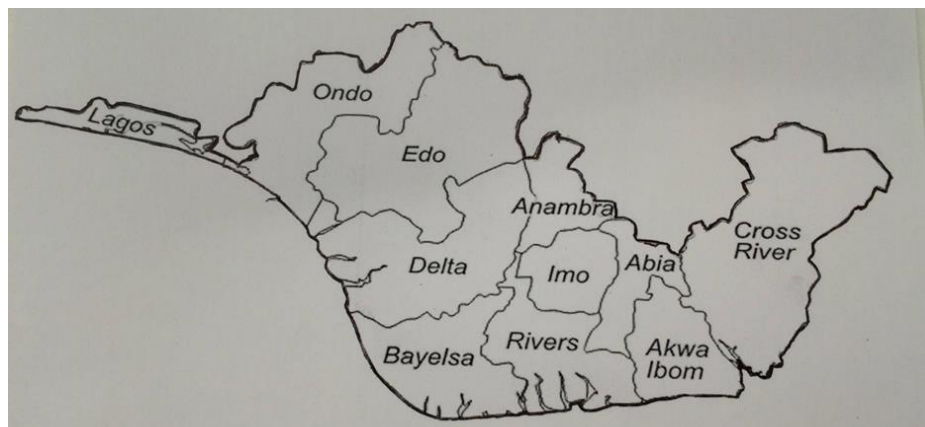 Ondo
Lagos
Edo
Anambra
Cross
River
Delta
Imo
Abia
Bayelsa
Rivers
Akwa
Ibom